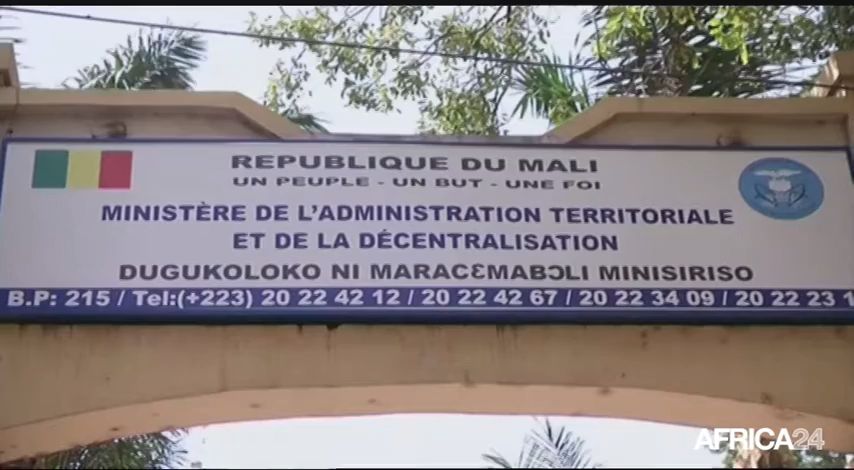 REPUBLIQUE DU MALI
UN PEUPLE - UN BUT - UNE FOI
MINISTÈRE DE L'ADMINISTRATION TERRITORIALE
ET DE LA DÉCENTRALISATION
DUGUKOLOKO NI MARACƐMABƆLI MINISIRISO
B.P: 215 / Tel:(+223) 20 22 42 12 / 20 22 42 67 / 20 22 34 09 / 20 22 23 1
AFRICA24